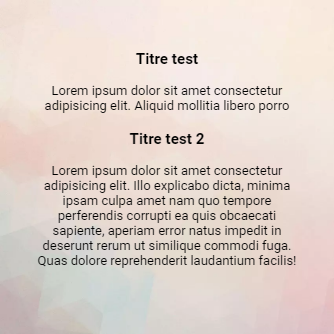 Titre test
Lorem ipsum dolor sit amet consectetur
adipisicing elit. Aliquid mollitia libero porro
Titre test 2
Lorem ipsum dolor sit amet consectetur
adipisicing elit. Illo explicabo dicta, minima
ipsam culpa amet nam quo tempore
perferendis corrupti ea quis obcaecati
sapiente, aperiam error natus impedit in
deserunt rerum ut similique commodi fuga.
Quas dolore reprehenderit laudantium facilis!